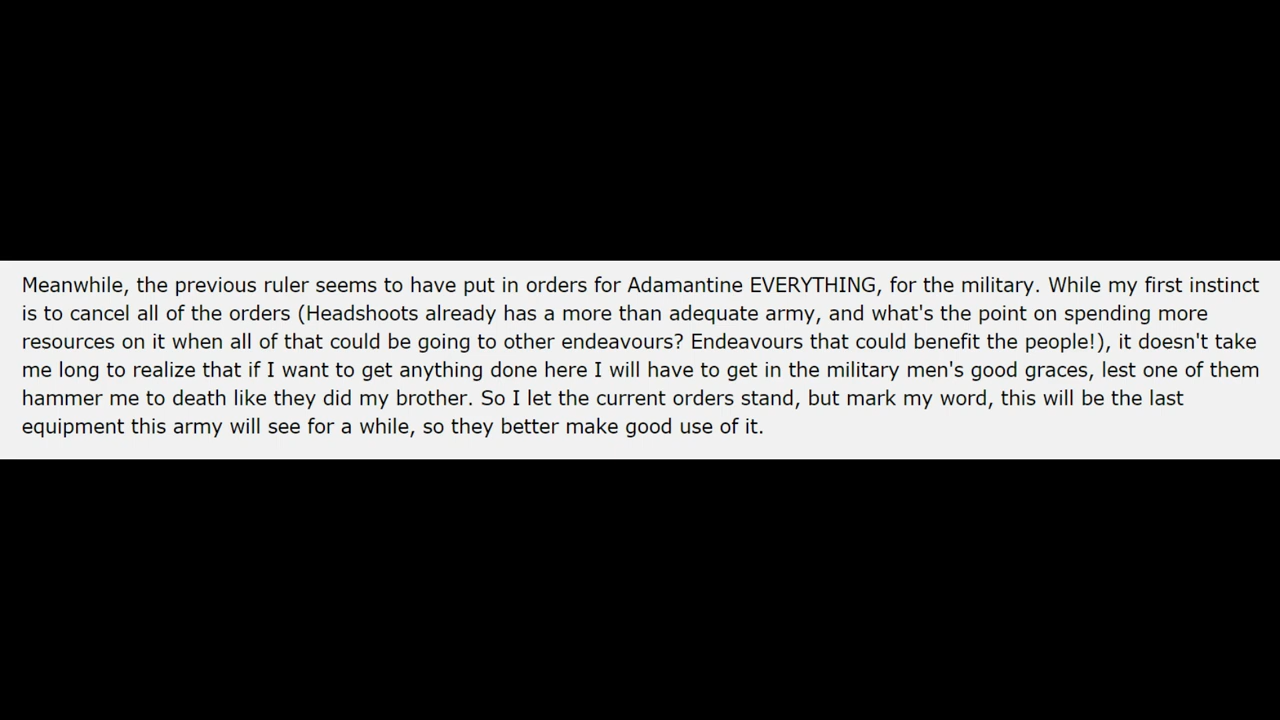 Meanwhile, the previous ruler seems to have put in orders for Adamantine EVERYTHING, for the military. While my first instinct
is to cancel all of the orders (Headshoots already has a more than adequate army, and what's the point on spending more
resources on it when all of that could be going to other endeavours? Endeavours that could benefit the people!), it doesn't take
me long to realize that if I want to get anything done here I will have to get in the military men's good graces, lest one of them
hammer me to death like they did my brother. So I let the current orders stand, but mark my word, this will be the last
equipment this army will see for a while, so they better make good use of it.